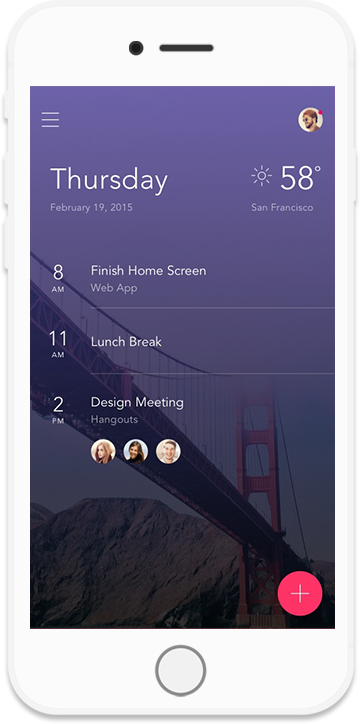 Thursday
58°
February 19, 2015
San Francisco
8
AM
Finish Home Screen
Web App
11
AM
Lunch Break
2
PM
Design Meeting
Hangouts